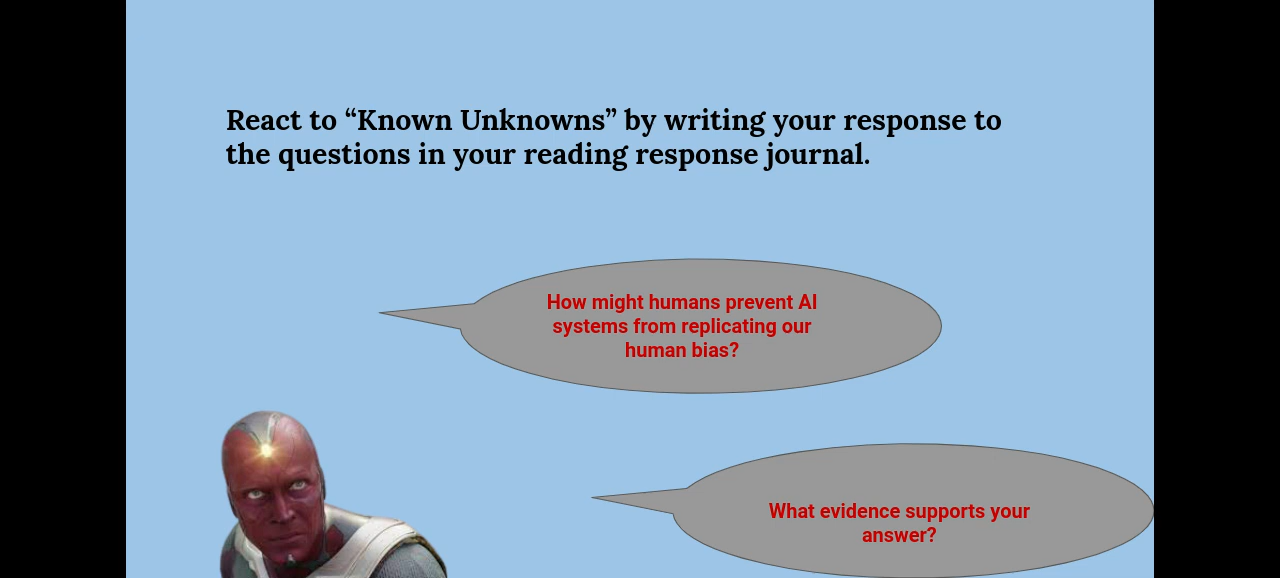 React to “Known Unknowns” by writing your response to
the questions in your reading response journal.
How might humans prevent AI
systems from replicating our
human bias?
What evidence supports your
answer?